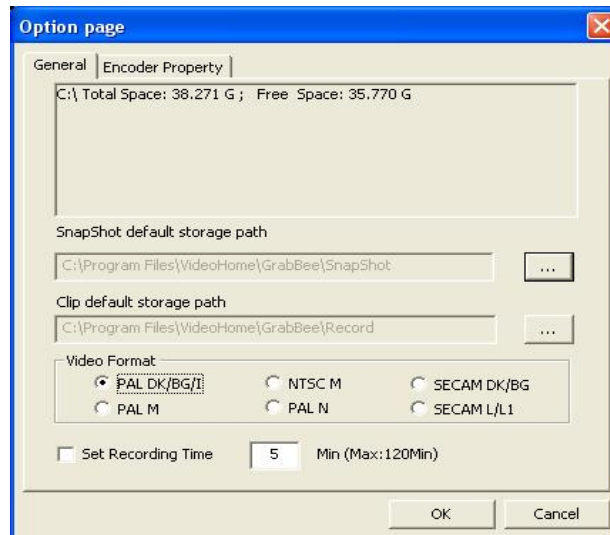 Option page
General
Encoder Property
C:\ Total Space: 38.271 G ;   Free  Space: 35.770 G
SnapShot default storage path
C:\Program Files\VideoHome\GrabBee\SnapShot
...
Clip default storage path
C:\Program Files\VideoHome\GrabBee\Record
...
Video Format
PAL DK/BG/I
NTSC M
SECAM DK/BG
PAL M
PAL N
SECAM L/L1
Set Recording Time 5 Min (Max:120Min)
OK
Cancel